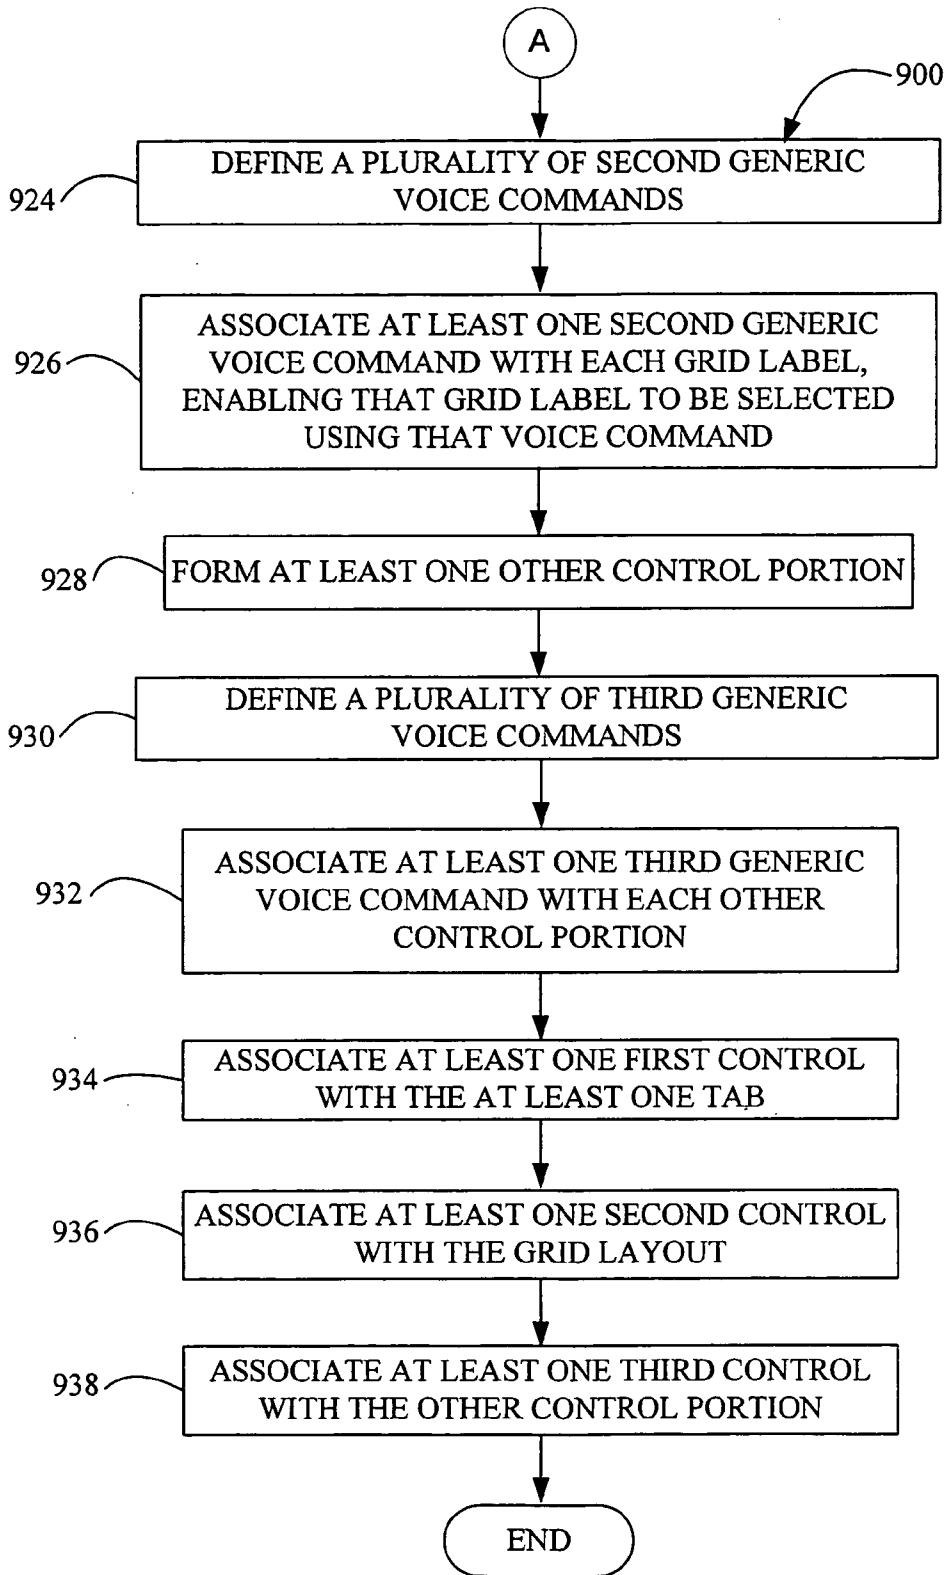 A
900
924
DEFINE A PLURALITY OF SECOND GENERIC
VOICE COMMANDS
926
ASSOCIATE AT LEAST ONE SECOND GENERIC
VOICE COMMAND WITH EACH GRID LABEL,
ENABLING THAT GRID LABEL TO BE SELECTED
USING THAT VOICE COMMAND
928
FORM AT LEAST ONE OTHER CONTROL PORTION
930
DEFINE A PLURALITY OF THIRD GENERIC
VOICE COMMANDS
932
ASSOCIATE AT LEAST ONE THIRD GENERIC
VOICE COMMAND WITH EACH OTHER
CONTROL PORTION
934
ASSOCIATE AT LEAST ONE FIRST CONTROL
WITH THE AT LEAST ONE TAB
936
ASSOCIATE AT LEAST ONE SECOND CONTROL
WITH THE GRID LAYOUT
938
ASSOCIATE AT LEAST ONE THIRD CONTROL
WITH THE OTHER CONTROL PORTION
END